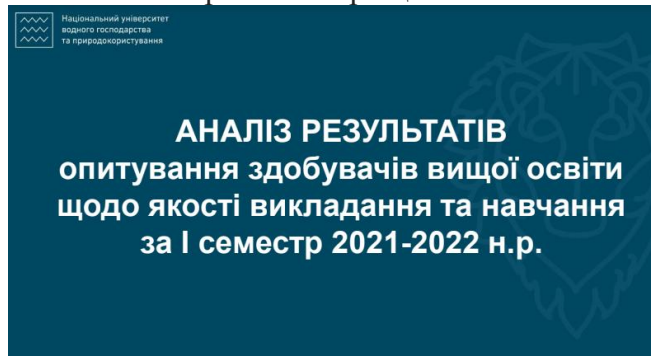 Національний університет
водного господарства
та природокористування
АНАЛІЗ РЕЗУЛЬТАТІВ
опитування здобувачів вищої освіти
щодо якості викладання та навчання
за І семестр 2021-2022 н.р.